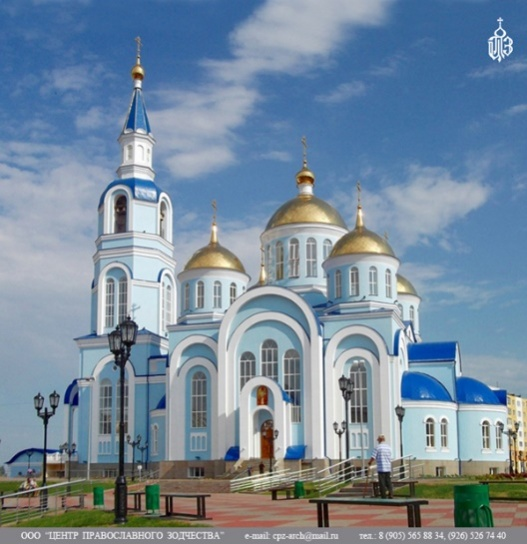 ООО "ЦЕНТР ПРАВОСЛАВНОГО ЗОДЧЕСТВА" e-mail: cpz-arch@mail.ru тел.: 8 (905) 565 88 34, (926) 526 74 40